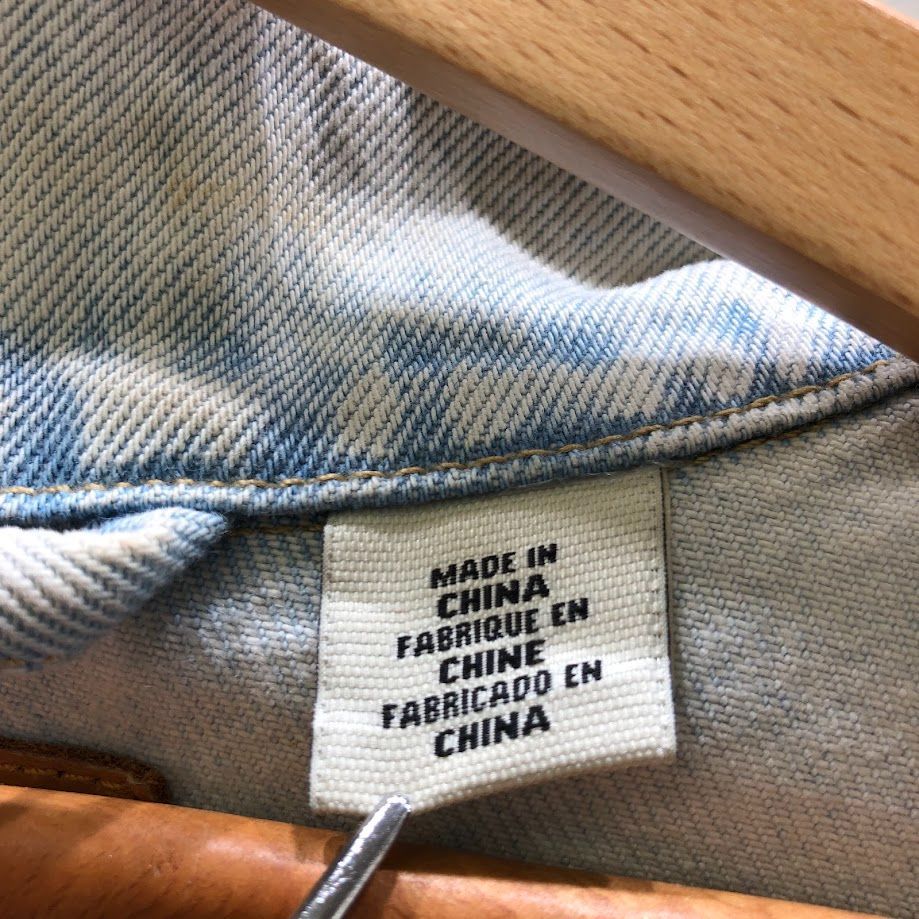 MADE IN
CHINA
FABRIQUE EN
CHINE
FABRICADO EN
CHINA